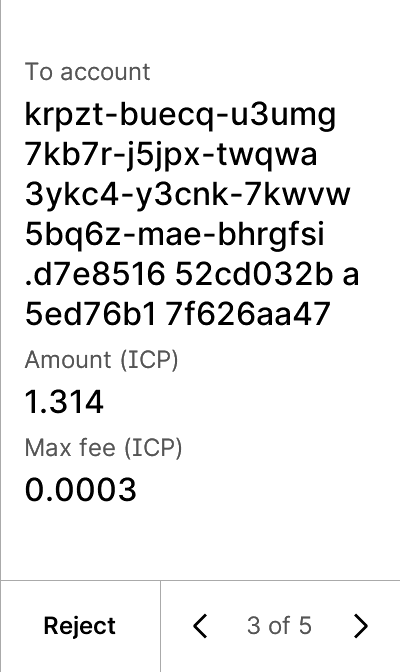 To account
krpzt-buecq-u3umg
7kb7r-j5jpx-twqwa
3ykc4-y3cnk-7kwvw
5bq6z-mae-bhrgfsi
.d7e8516 52cd032b a
5ed76b1 7f626aa47
Amount (ICP)
1.314
Max fee (ICP)
0.0003
Reject
3 of 5